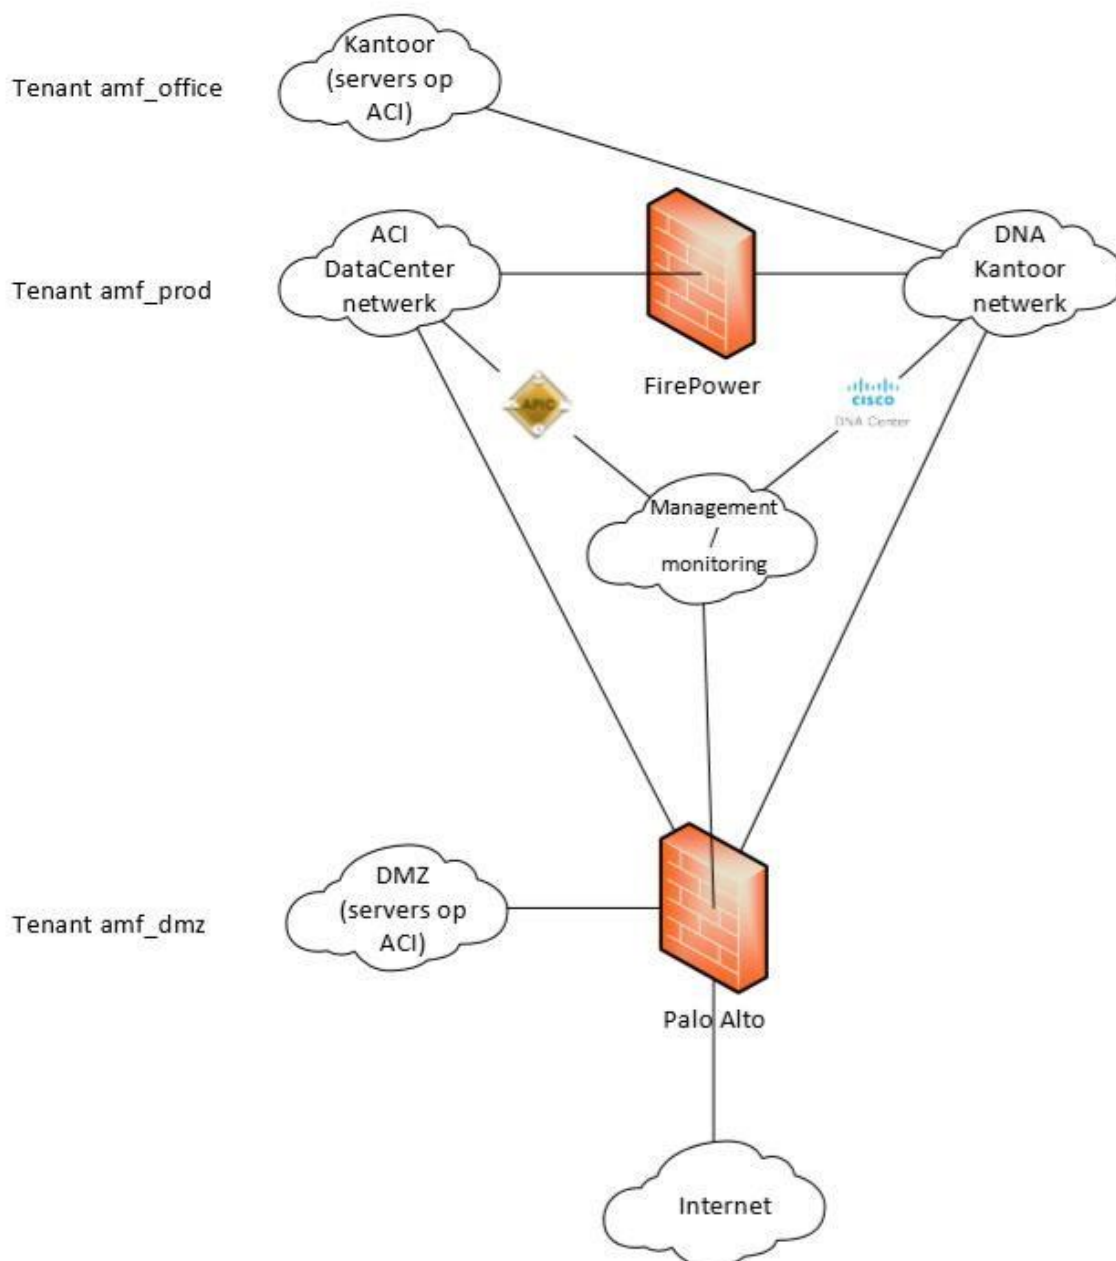 Kantoor
(servers op
ACI)
Tenant amf_office
ACI
DataCenter
netwerk
DNA
Kantoor
netwerk
Tenant amf_prod
FirePower
APIC
CISCO
DNA Center
Management
/
monitoring
DMZ
(servers op
ACI)
Tenant amf_dmz
Palo Alto
Internet